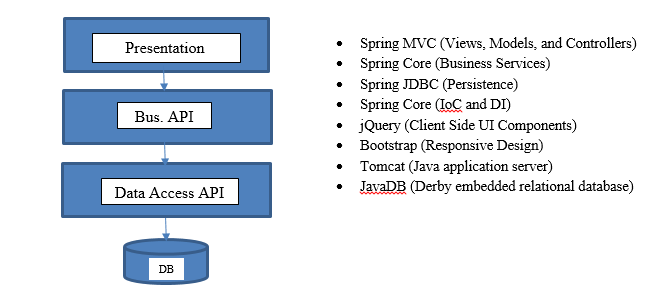 Presentation
Bus. API
Data Access API
DB
• Spring MVC (Views, Models, and Controllers)
• Spring Core (Business Services)
• Spring JDBC (Persistence)
• Spring Core (IoC and DI)
• jQuery (Client Side UI Components)
• Bootstrap (Responsive Design)
• Tomcat (Java application server)
• JavaDB (Derby embedded relational database)